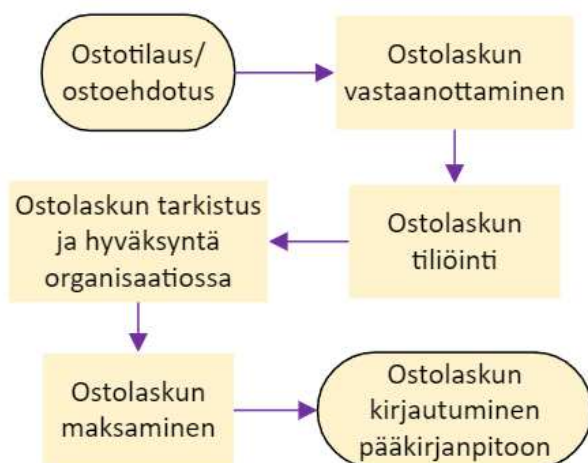 Ostotilaus/
ostoehdotus
Ostolaskun
vastaanottaminen
Ostolaskun
tiliöinti
Ostolaskun tarkistus
ja hyväksyntä
organisaatiossa
Ostolaskun
maksaminen
Ostolaskun
kirjautuminen
pääkirjanpitoon